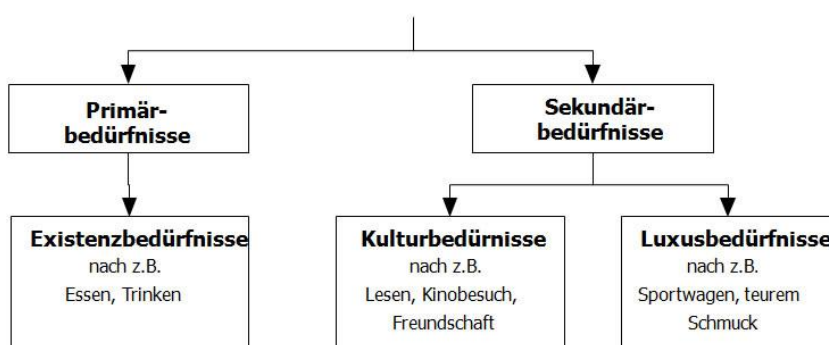 Primär-
bedürfnisse
Sekundär-
bedürfnisse
Existenzbedürfnisse
nach z.B.
Essen, Trinken
Kulturbedürnisse
nach z.B.
Lesen, Kinobesuch,
Freundschaft
Luxusbedürfnisse
nach z.B.
Sportwagen, teurem
Schmuck